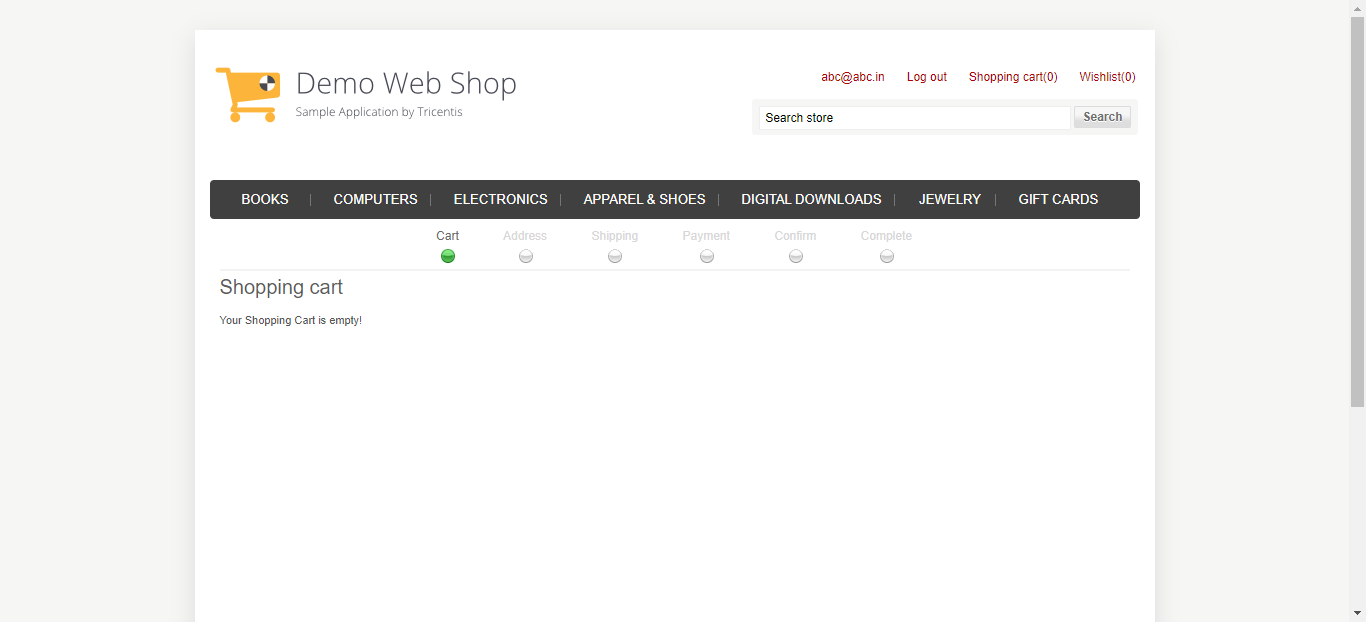 Demo Web Shop
Sample Application by Tricentis
abc@abc.in Log out Shopping cart(0) Wishlist(0)
Search store Search
BOOKS COMPUTERS ELECTRONICS APPAREL & SHOES DIGITAL DOWNLOADS JEWELRY GIFT CARDS
Cart Address Shipping Payment Confirm Complete
Shopping cart
Your Shopping Cart is empty!